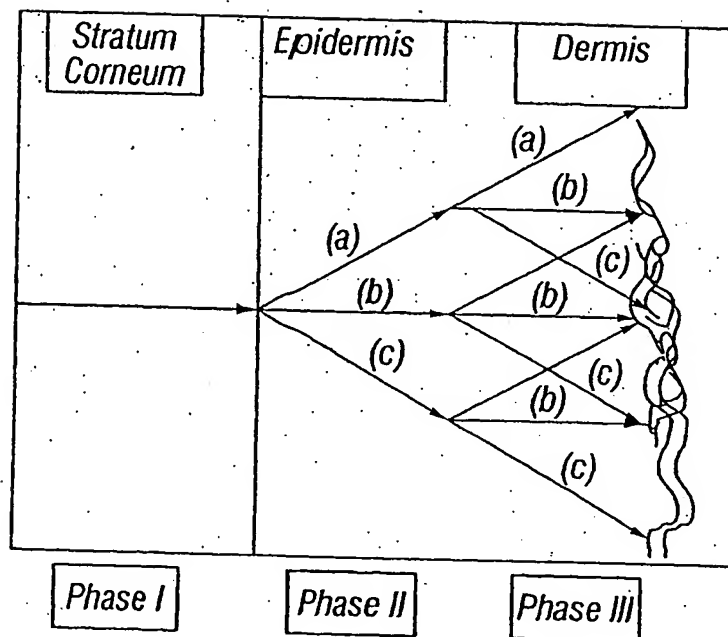 Stratum
Corneum
Epidermis
Dermis
(a)
(b)
(a)
(c)
(b)
(b)
(c)
(c)
(b)
(c)
Phase I
Phase II
Phase III